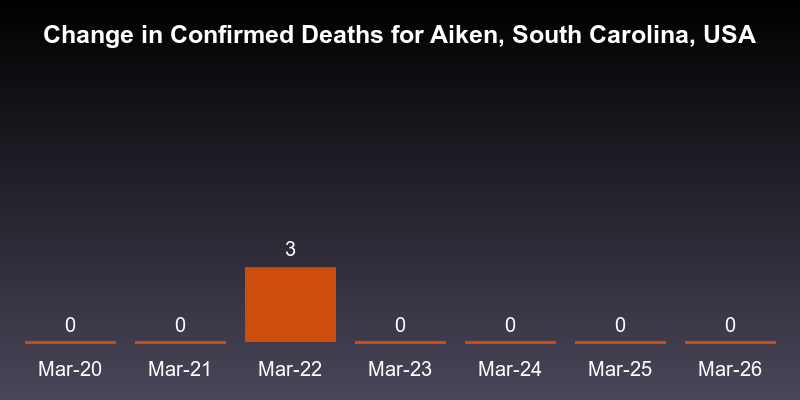 Change in Confirmed Deaths for Aiken, South Carolina, USA
3
0 0 0 0 0 0
Mar-20 Mar-21 Mar-22 Mar-23 Mar-24 Mar-25 Mar-26